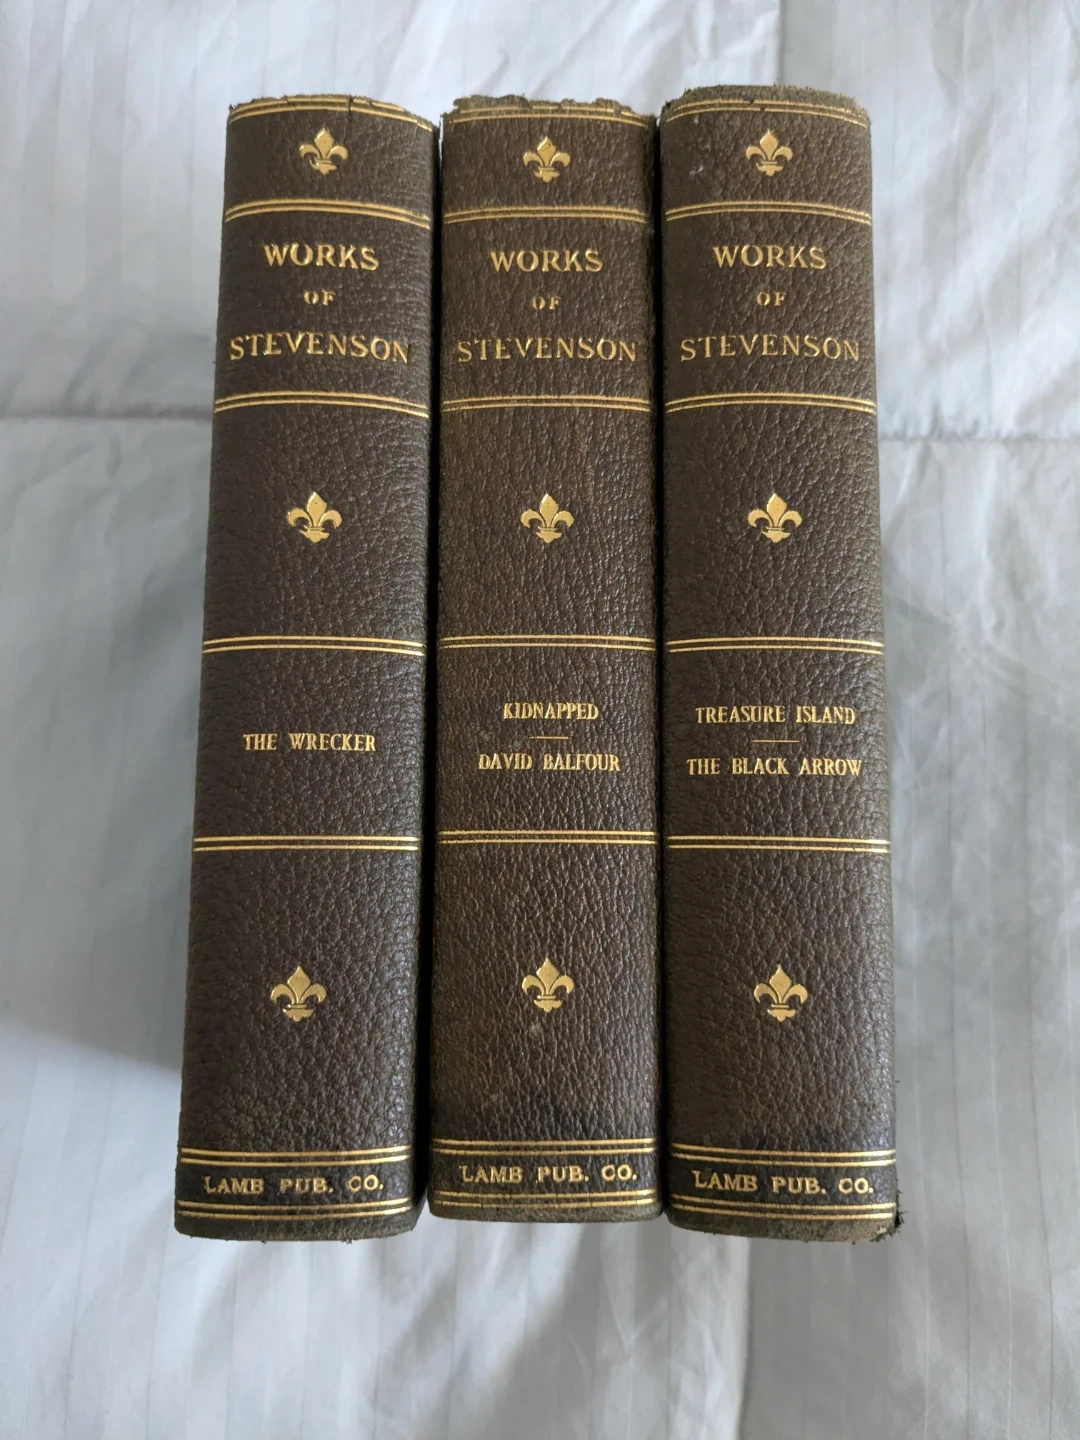 WORKS
OF
STEVENSON
THE WRECKER
LAMB PUB. CO.
WORKS
OF
STEVENSON
KIDNAPPED
DAVID BALFOUR
LAMB PUB. CO.
WORKS
OF
STEVENSON
TREASURE ISLAND
THE BLACK ARROW
LAMB PUB. CO.